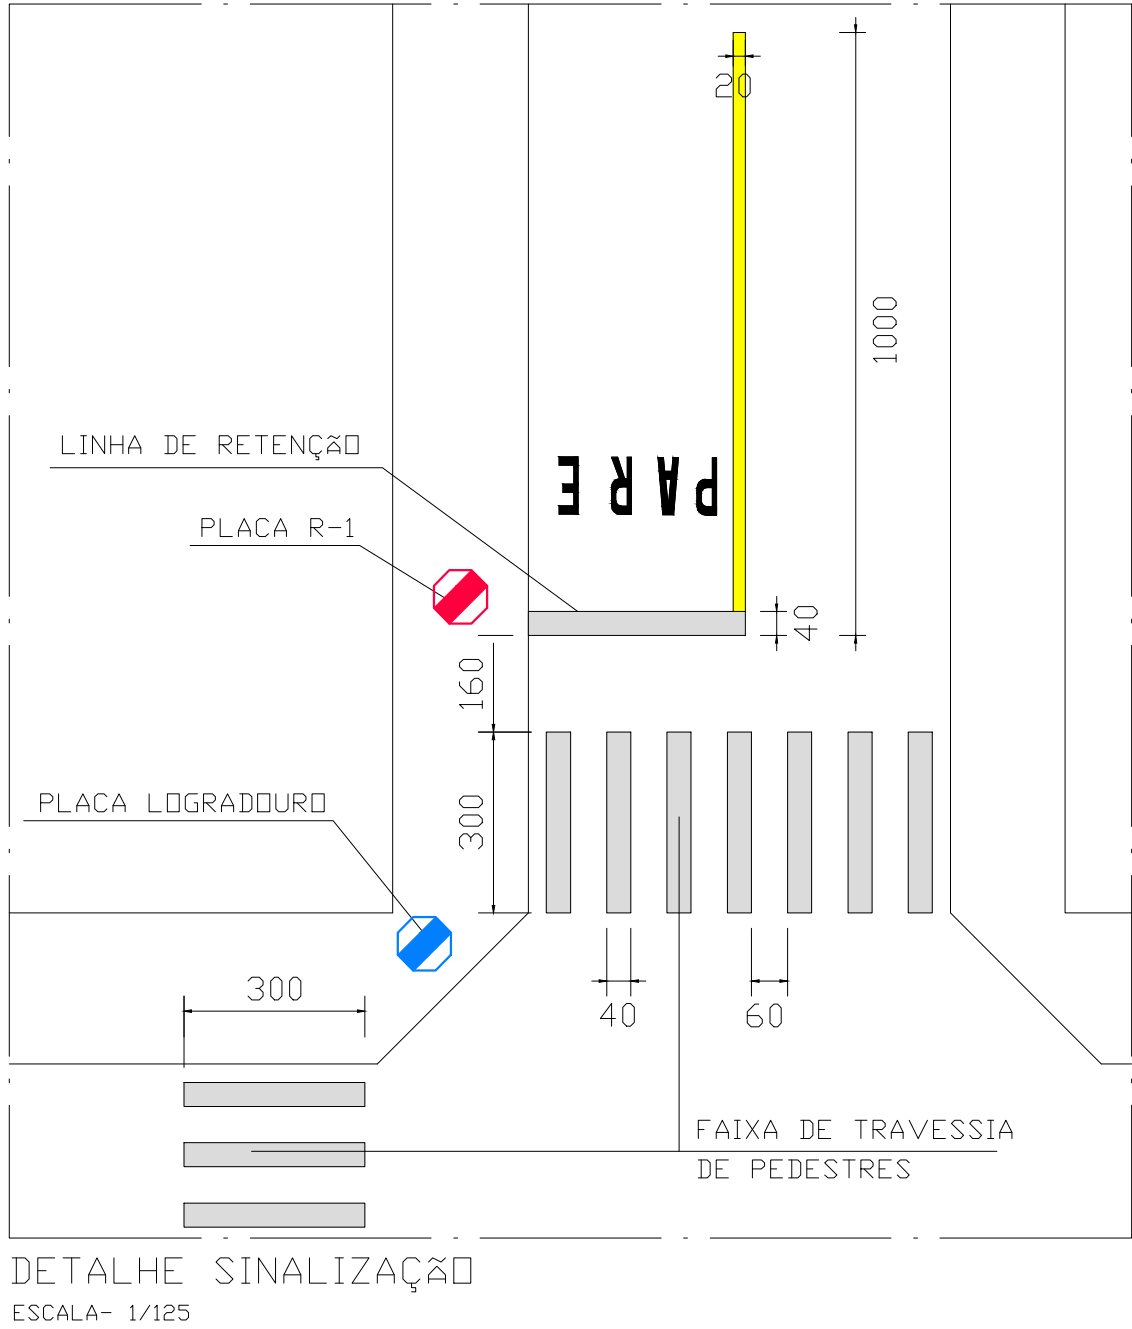 20
1000
LINHA DE RETENÇÃO
PARE
PLACA R-1
40
160
PLACA LOGRADOURO
300
300
40
60
FAIXA DE TRAVESSIA
DE PEDESTRES
DETALHE SINALIZAÇÃO
ESCALA- 1/125